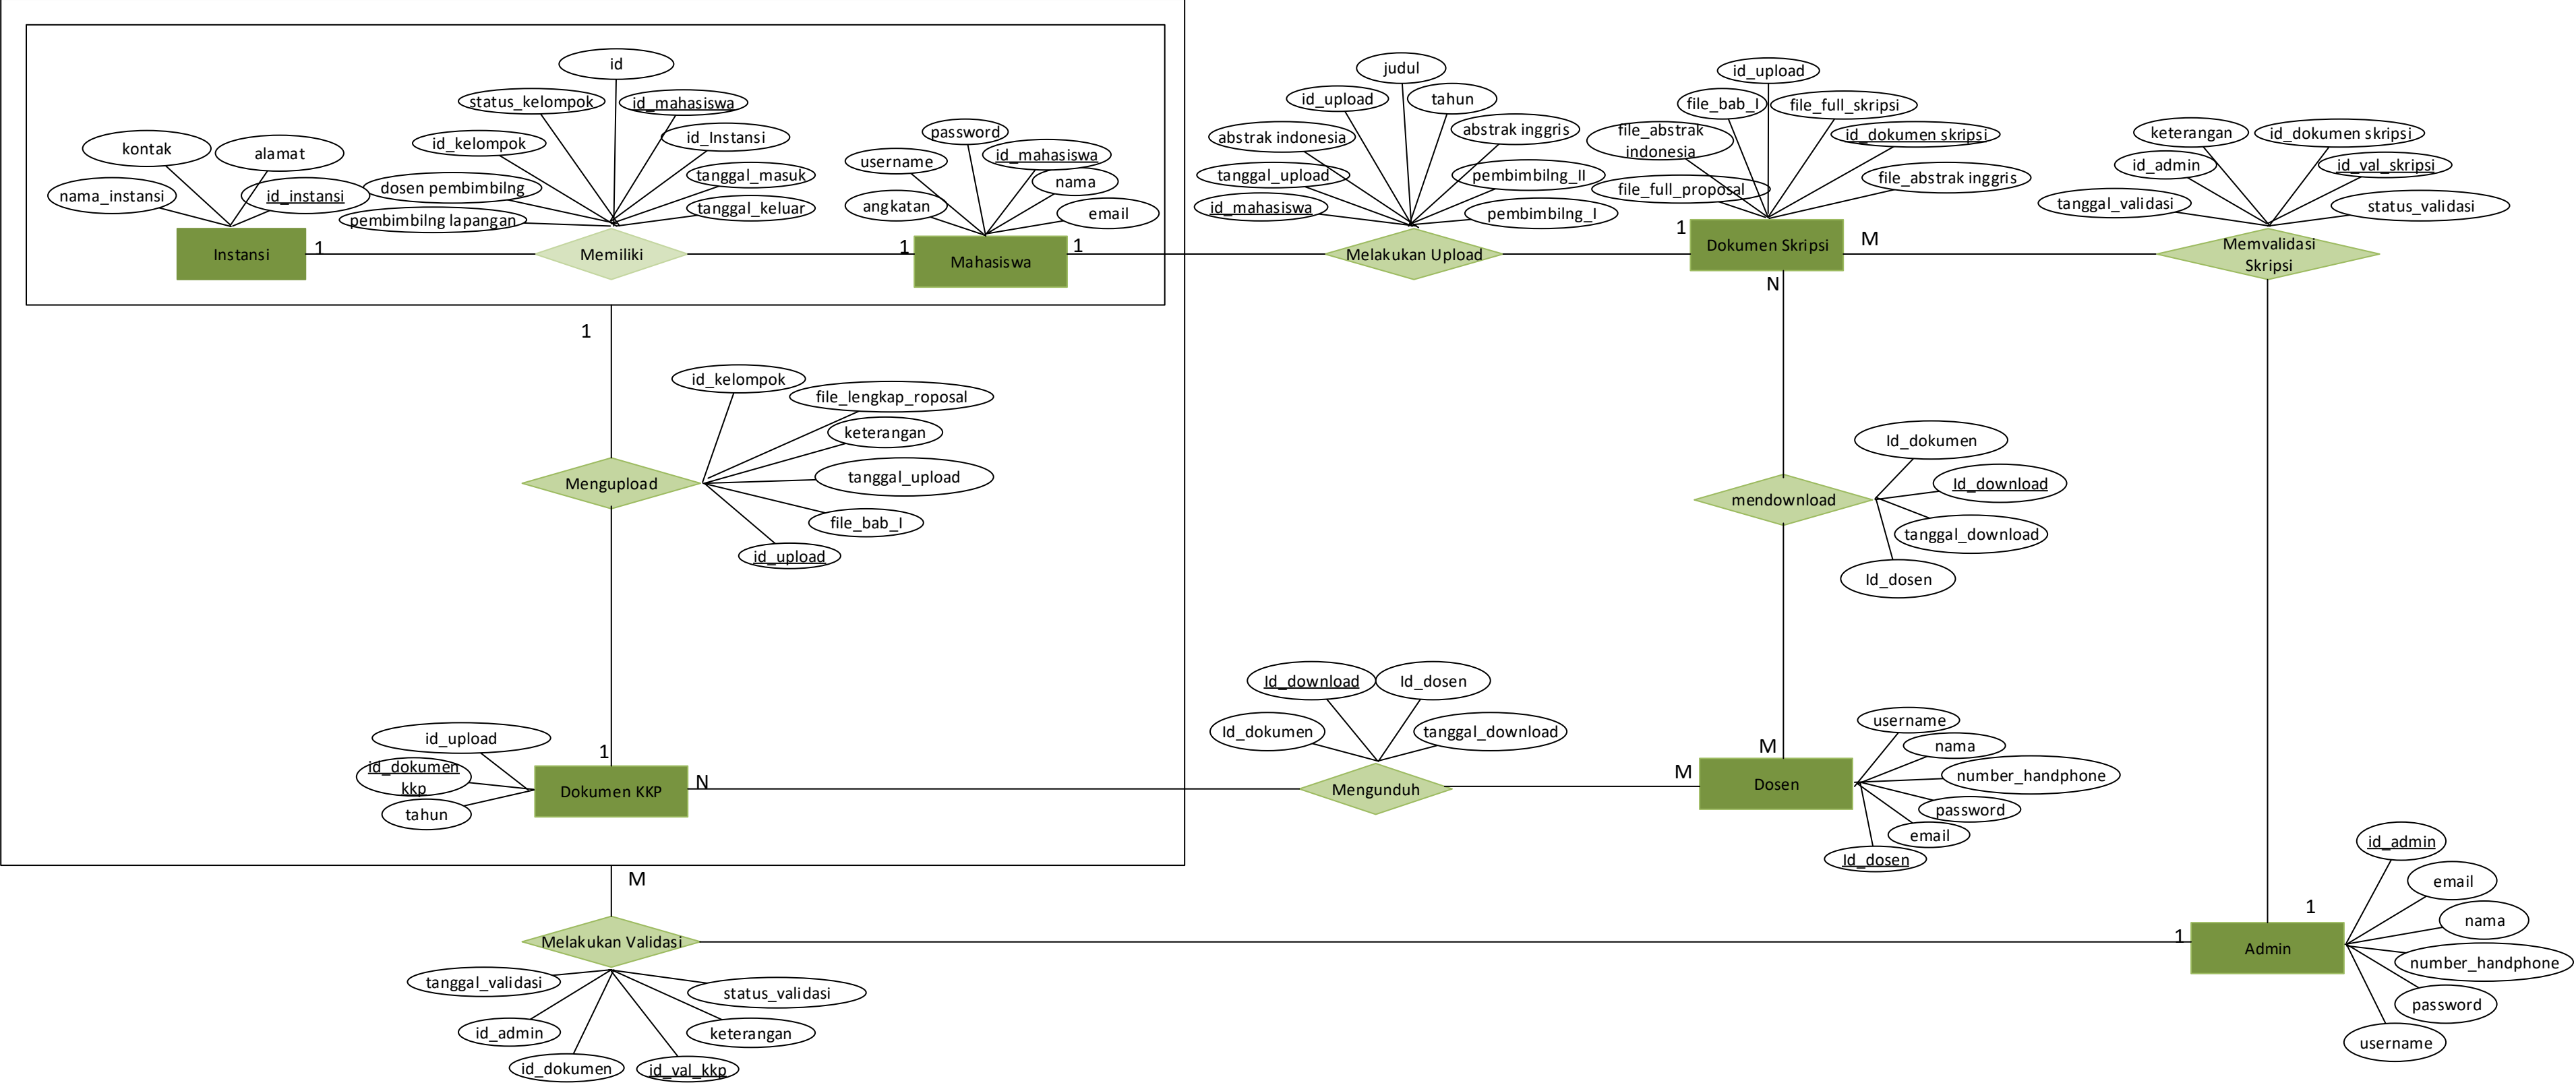 id
status_kelompok
id_mahasiswa
id_kelompok
id_Instansi
kontak
alamat
nama_instansi
id_instansi
dosen pembimbilng
tanggal_masuk
pembimbilng lapangan
tanggal_keluar
password
username
id_mahasiswa
nama
angkatan
email
Instansi
1
Memiliki
1
Mahasiswa
1
judul
id_upload
tahun
abstrak indonesia
abstrak inggris
tanggal_upload
pembimbilng_II
id_mahasiswa
pembimbilng_I
Melakukan Upload
id_upload
file_bab_I
file_full_skripsi
file_abstrak
indonesia
id_dokumen skripsi
file_full_proposal
file_abstrak inggris
1
Dokumen Skripsi
M
N
keterangan
id_dokumen skripsi
id_admin
id_val_skripsi
tanggal_validasi
status_validasi
Memvalidasi
Skripsi
1
id_kelompok
file_lengkap_roposal
keterangan
Mengupload
tanggal_upload
file_bab_I
id_upload
Id_dokumen
Id_download
mendownload
tanggal_download
Id_dosen
id_upload
id_dokumen
kkp
tahun
1
Dokumen KKP
N
Id_download
Id_dosen
Id_dokumen
tanggal_download
Mengunduh
M
M
Dosen
username
nama
number_handphone
password
email
Id_dosen
M
Melakukan Validasi
tanggal_validasi
status_validasi
id_admin
keterangan
id_dokumen
id_val_kkp
1
1
Admin
id_admin
email
nama
number_handphone
password
username